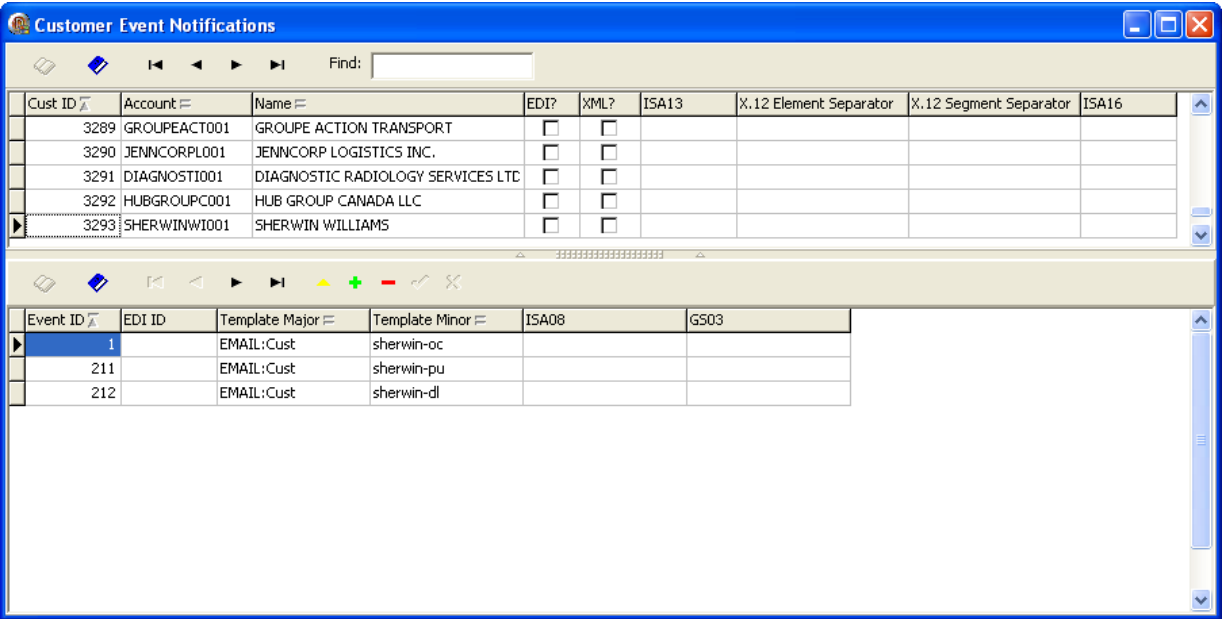 Customer Event Notifications
Find:
Cust ID Account Name EDI? XML? ISA13 X.12 Element Separator X.12 Segment Separator ISA16
3289 GROUPEACT001 GROUPE ACTION TRANSPORT
3290 JENNCORPL001 JENNCORP LOGISTICS INC.
3291 DIAGNOSTI001 DIAGNOSTIC RADIOLOGY SERVICES LTD
3292 HUBGROUPC001 HUB GROUP CANADA LLC
3293 SHERWINWI001 SHERWIN WILLIAMS
Event ID EDI ID Template Major Template Minor ISA08 GS03
1 EMAIL:Cust sherwin-oc
211 EMAIL:Cust sherwin-pu
212 EMAIL:Cust sherwin-dl